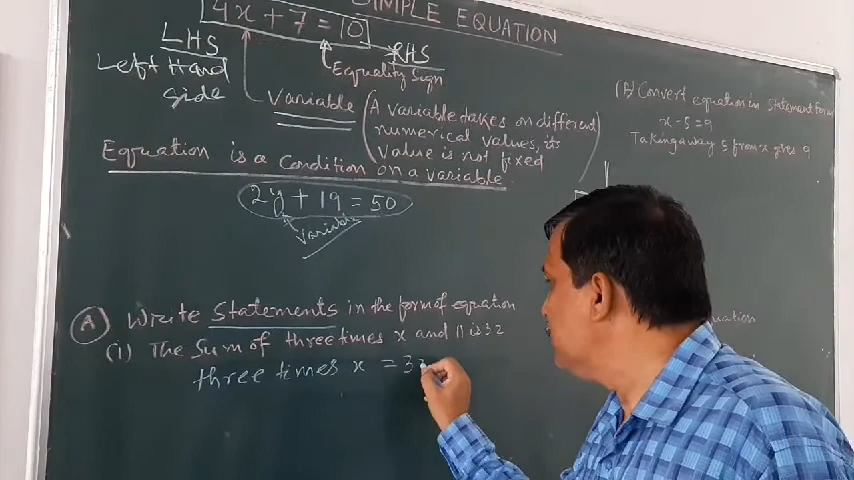 SIMPLE EQUATION
4x + 7 = 10
LHS
RHS
Left Hand
Side
Equality Sign
Variable
(A variable takes on different
numerical values, its
value is not fixed)
Equation is a Condition on a variable
2y + 19 = 50
Variable
(A) Write Statements in the form of equation
(i) The Sum of three times x and 11 is 32
three times x = 3
(B) Convert equation in Statement Form
x - 5 = 9
Taking away 5 from x gives 9